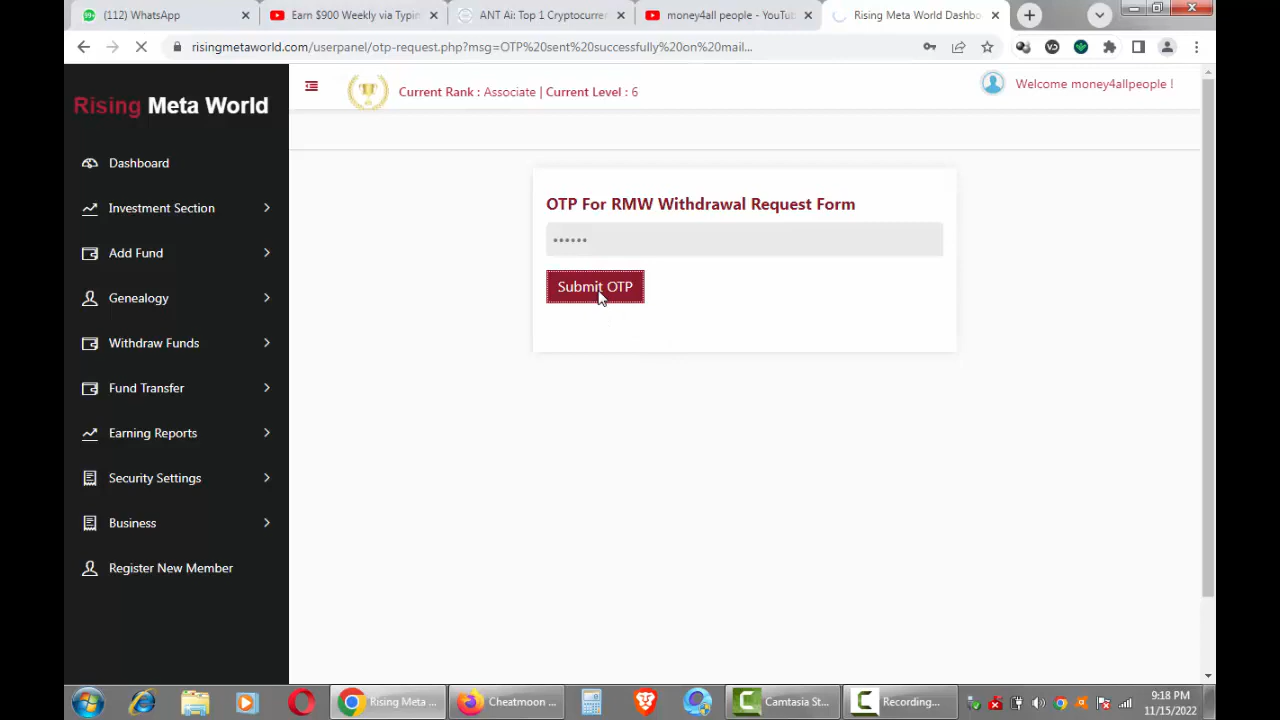 (112) WhatsApp
Earn $900 Weekly via Typin
ANT Ai: Top 1 Cryptocurren
money4all people - YouTube
Rising Meta World Dashbo
risingmetaworld.com/userpanel/otp-request.php?msg=OTP%20sent%20successfully%20on%20mail...
Rising Meta World
Current Rank : Associate | Current Level : 6
Welcome money4allpeople !
Dashboard
Investment Section
Add Fund
Genealogy
Withdraw Funds
Fund Transfer
Earning Reports
Security Settings
Business
Register New Member
OTP For RMW Withdrawal Request Form
••••••
Submit OTP
Rising Meta ...
Cheatmoon ...
Camtasia St...
Recording...
9:18 PM
11/15/2022